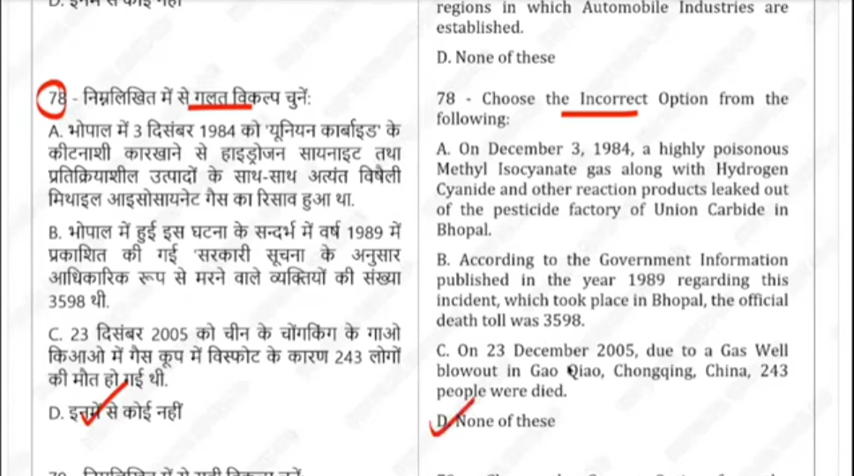 78 - निम्नलिखित में से गलत विकल्प चुनें:
A. भोपाल में 3 दिसंबर 1984 को 'यूनियन कार्बाइड' के
कीटनाशी कारखाने से हाइड्रोजन सायनाइट तथा
प्रतिक्रियाशील उत्पादों के साथ-साथ अत्यंत विषैली
मिथाइल आइसोसायनेट गैस का रिसाव हुआ था.
B. भोपाल में हुई इस घटना के सन्दर्भ में वर्ष 1989 में
प्रकाशित की गई 'सरकारी सूचना के अनुसार
आधिकारिक रूप से मरने वाले व्यक्तियों की संख्या
3598 थी.
C. 23 दिसंबर 2005 को चीन के चोंगकिंग के गाओ
किआओ में गैस कूप में विस्फोट के कारण 243 लोगों
की मौत हो गई थी.
D. इनमें से कोई नहीं
regions in which Automobile Industries are
established.
D. None of these
78 - Choose the Incorrect Option from the
following:
A. On December 3, 1984, a highly poisonous
Methyl Isocyanate gas along with Hydrogen
Cyanide and other reaction products leaked out
of the pesticide factory of Union Carbide in
Bhopal.
B. According to the Government Information
published in the year 1989 regarding this
incident, which took place in Bhopal, the official
death toll was 3598.
C. On 23 December 2005, due to a Gas Well
blowout in Gao Qiao, Chongqing, China, 243
people were died.
D. None of these